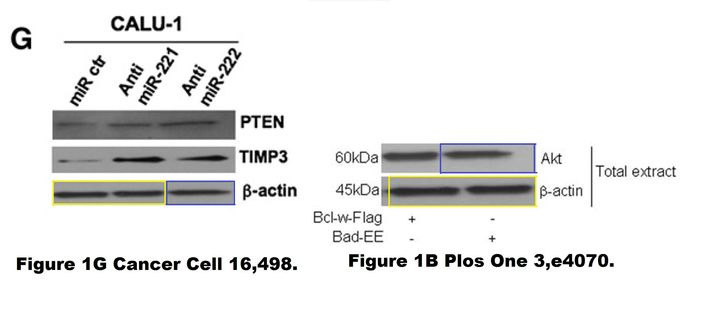 G
CALU-1
miR ctr
Anti
miR-221
Anti
miR-222
PTEN
TIMP3
β-actin
Figure 1G Cancer Cell 16,498.
60kDa
Akt
Total extract
45kDa
β-actin
Bcl-w-Flag + -
Bad-EE - +
Figure 1B Plos One 3,e4070.